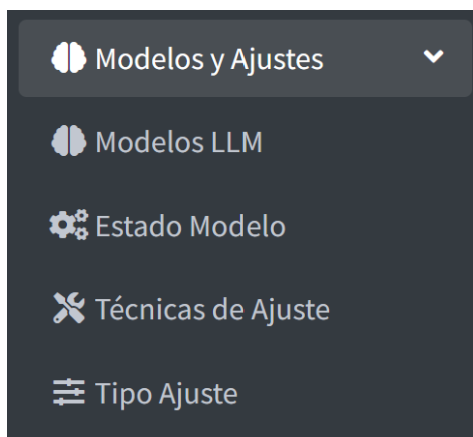 Modelos y Ajustes
Modelos LLM
Estado Modelo
Técnicas de Ajuste
Tipo Ajuste